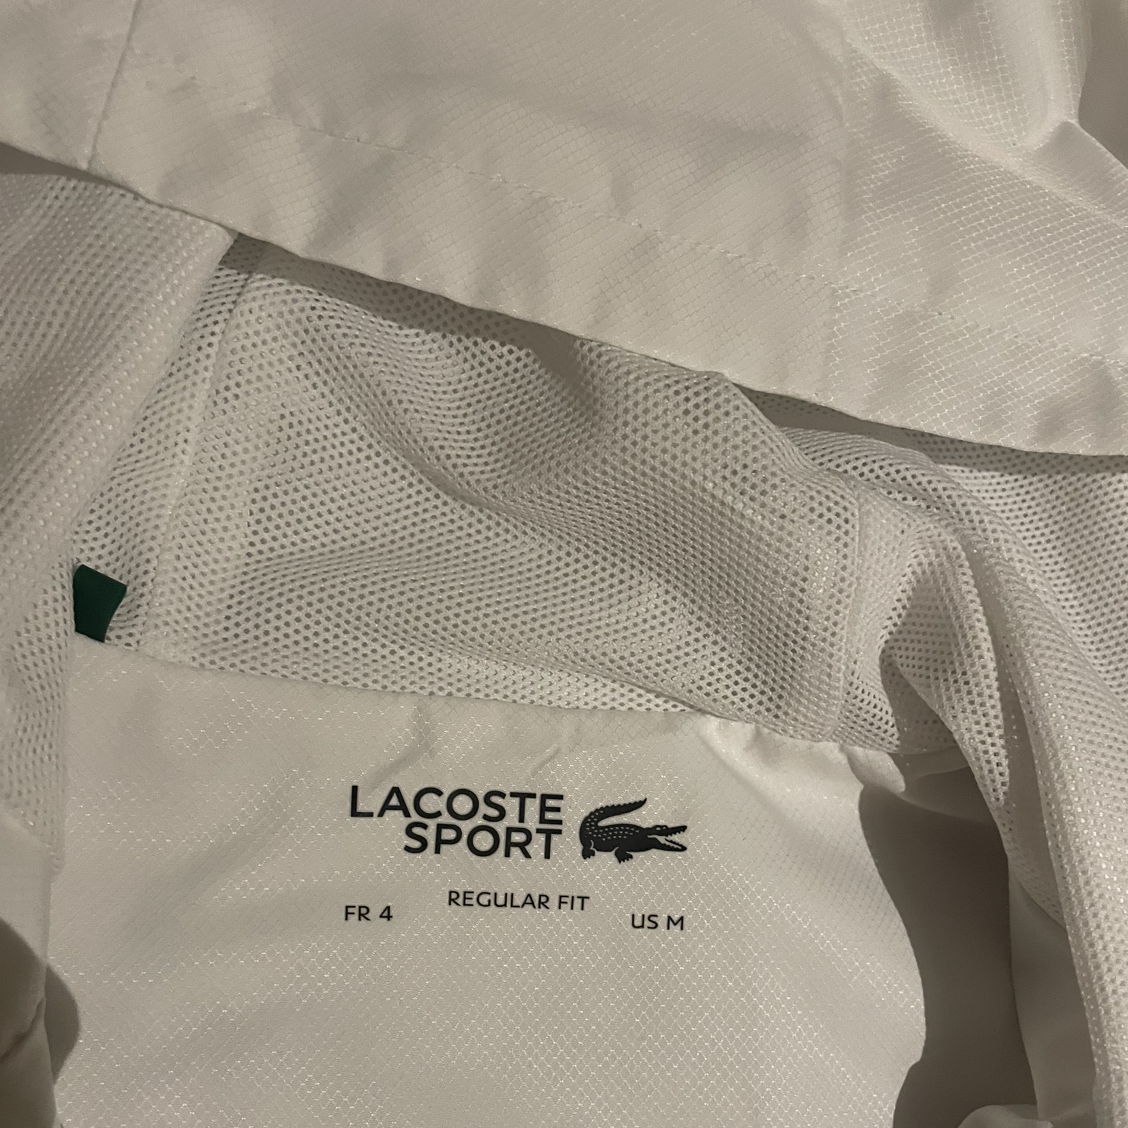 LACOSTE
SPORT
REGULAR FIT
FR 4
US M